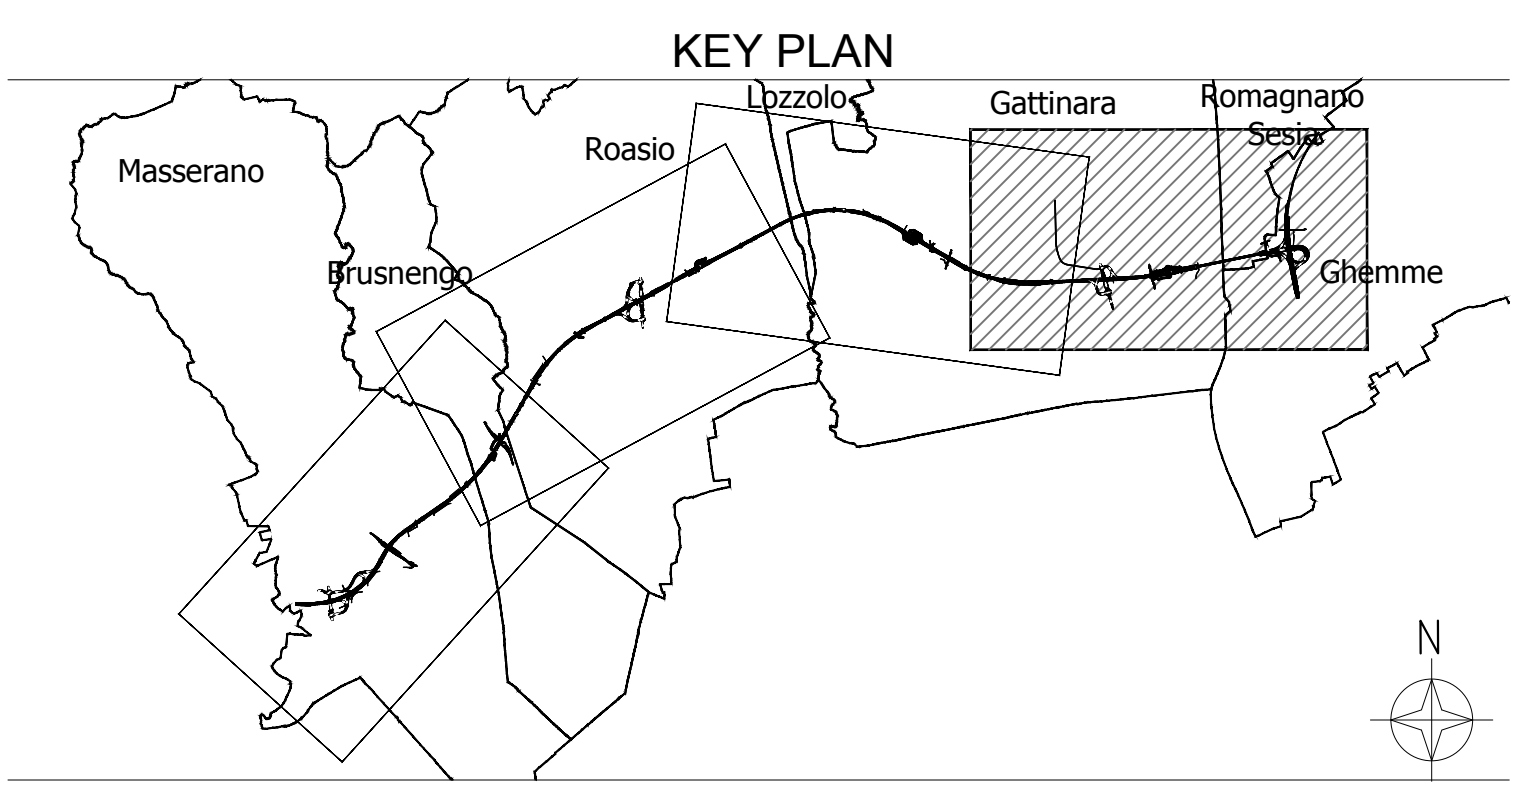 KEY PLAN
Lozzolo
Gattinara
Romagnano
Sesia
Roasio
Masserano
Brusnengo
Ghemme
N